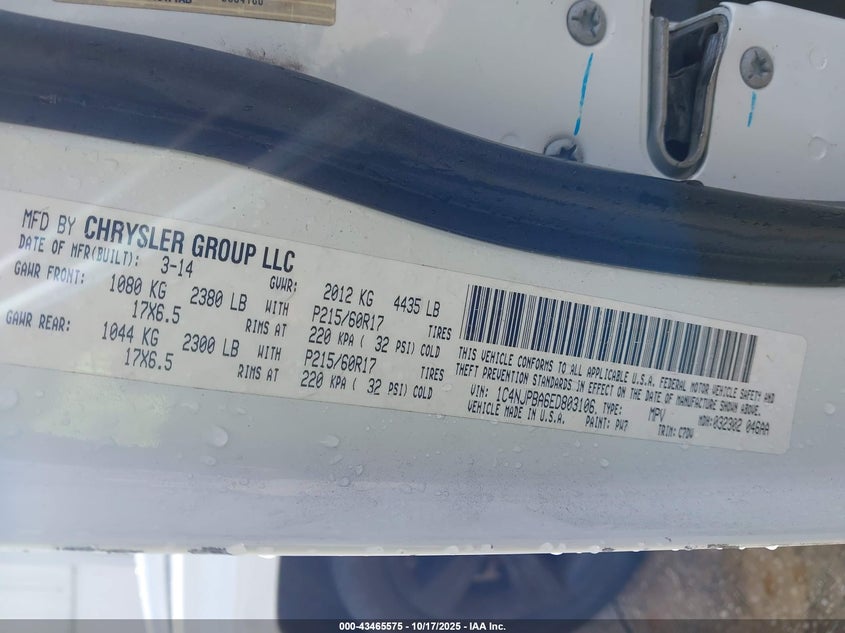 MFD BY CHRYSLER GROUP LLC
DATE OF MFR(BUILT): 3-14 GVWR: 2012 KG 4435 LB
GAWR FRONT: 1080 KG 2380 LB WITH P215/60R17 TIRES
17X6.5 RIMS AT 220 KPA ( 32 PSI) COLD
GAWR REAR: 1044 KG 2300 LB WITH P215/60R17 TIRES
17X6.5 RIMS AT 220 KPA ( 32 PSI) COLD
THIS VEHICLE CONFORMS TO ALL APPLICABLE U.S.A. FEDERAL MOTOR VEHICLE SAFETY AND
THEFT PREVENTION STANDARDS IN EFFECT ON THE DATE OF MANUFACTURE SHOWN ABOVE.
VIN: 1C4NJPBA6ED803106 TYPE: MPV MDH: 032302 046AA
VEHICLE MADE IN U.S.A. PAINT: PW7 TRIM: C7DV
000-43465575 | 10/17/2025 - IAA Inc.